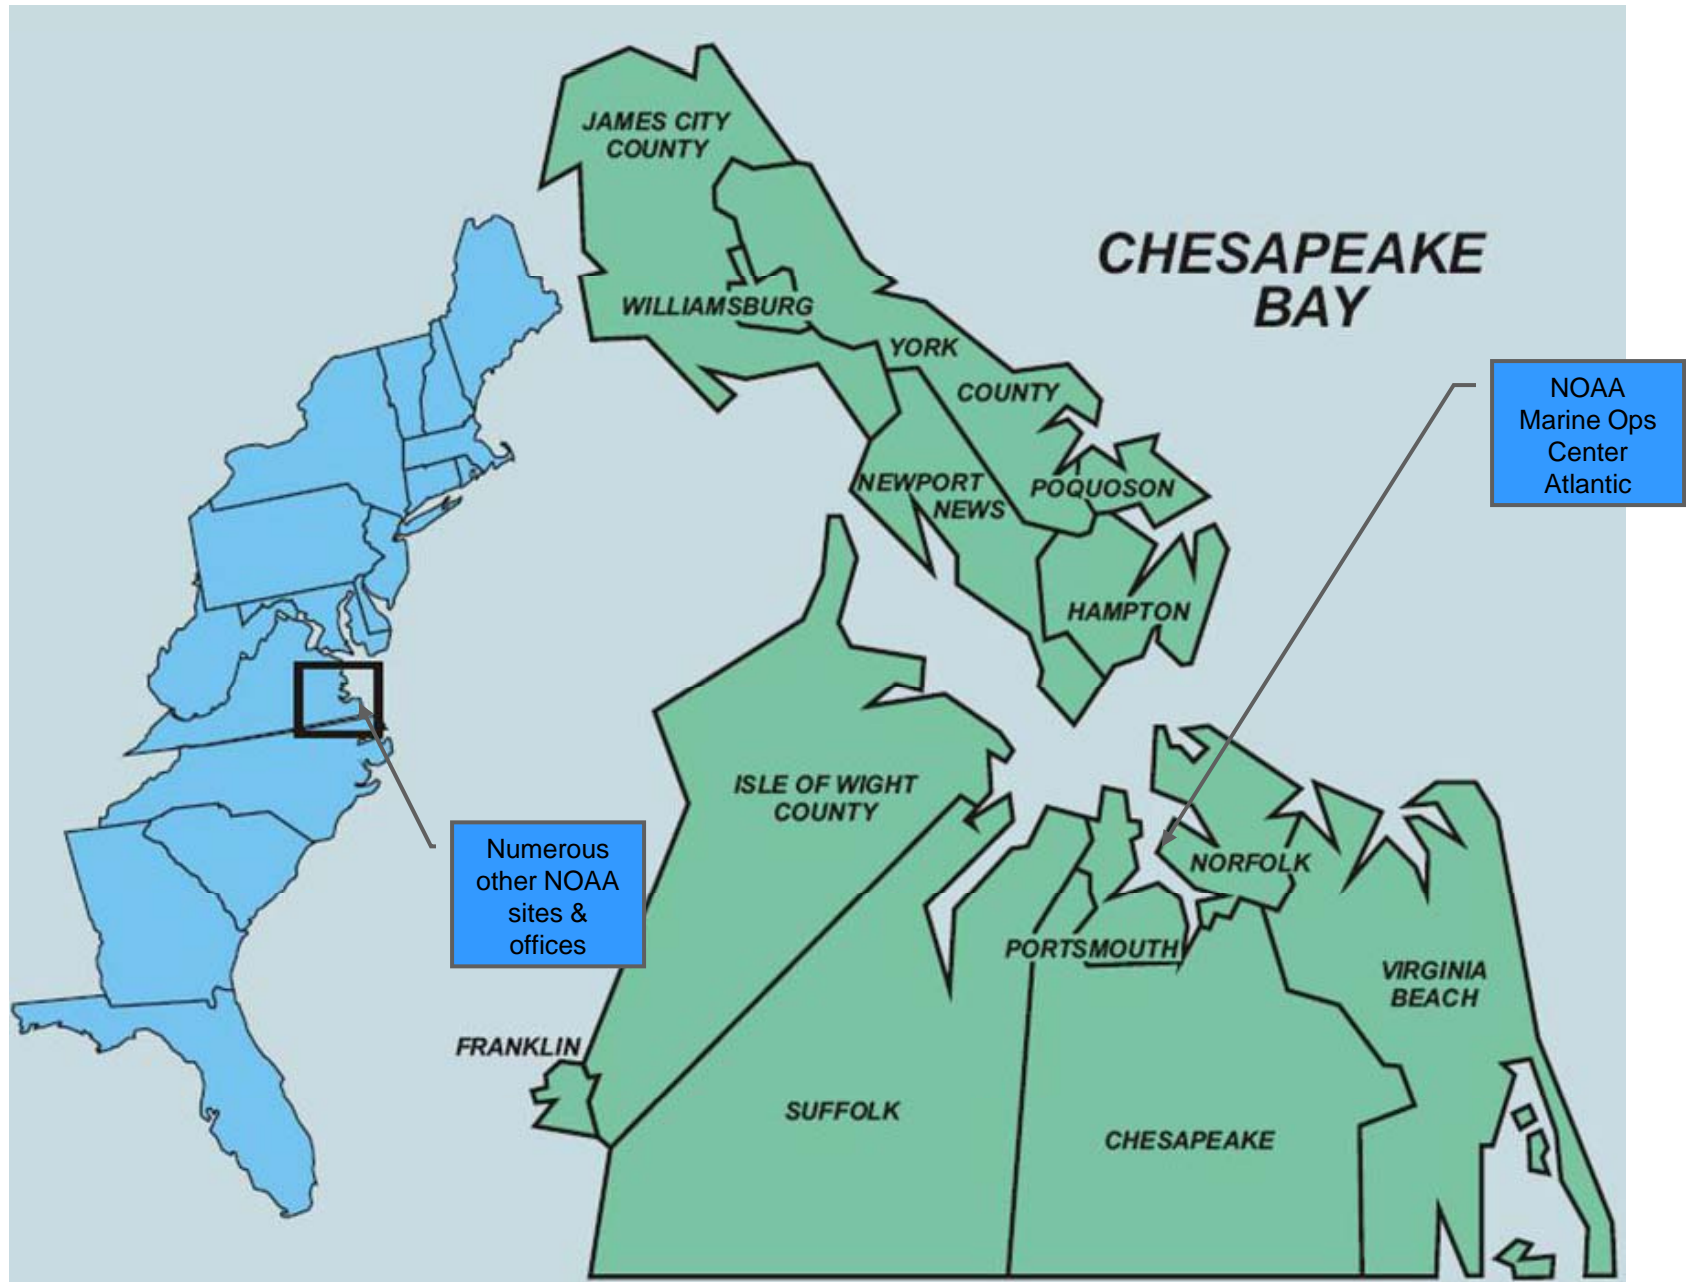 JAMES CITY
COUNTY
CHESAPEAKE
BAY
WILLIAMSBURG
YORK
COUNTY
NOAA
Marine Ops
Center
Atlantic
NEWPORT
NEWS
POQUOSON
HAMPTON
ISLE OF WIGHT
COUNTY
Numerous
other NOAA
sites &
offices
NORFOLK
PORTSMOUTH
VIRGINIA
BEACH
FRANKLIN
SUFFOLK
CHESAPEAKE